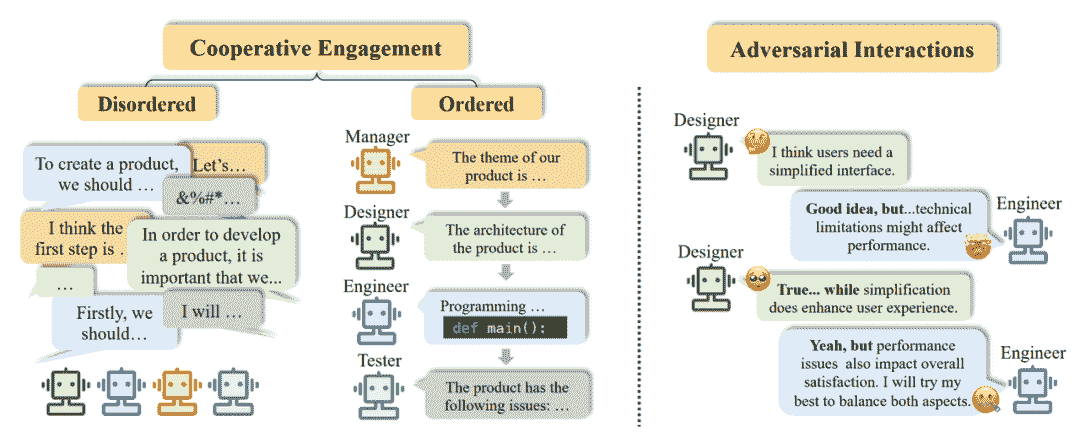 Cooperative Engagement
Disordered
To create a product,
we should …
Let's…
&%#*…
I think the
first step is …
In order to develop
a product, it is
important that we...
…
Firstly, we
should…
I will …
Ordered
Manager
The theme of our
product is …
Designer
The architecture of
the product is …
Engineer
Programming …
def main():
Tester
The product has the
following issues: …
Adversarial Interactions
Designer
I think users need a
simplified interface.
Engineer
Good idea, but...technical
limitations might affect
performance.
Designer
True... while simplification
does enhance user experience.
Engineer
Yeah, but performance
issues also impact overall
satisfaction. I will try my
best to balance both aspects.